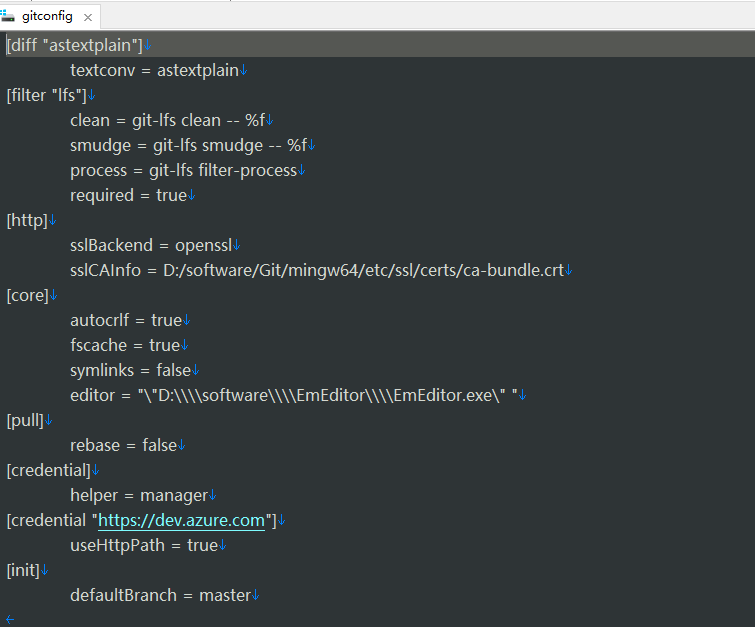 gitconfig
[diff "astextplain"]
textconv = astextplain
[filter "lfs"]
clean = git-lfs clean -- %f
smudge = git-lfs smudge -- %f
process = git-lfs filter-process
required = true
[http]
sslBackend = openssl
sslCAInfo = D:/software/Git/mingw64/etc/ssl/certs/ca-bundle.crt
[core]
autocrlf = true
fscache = true
symlinks = false
editor = "\"D:\\\\software\\\\EmEditor\\\\EmEditor.exe\" "
[pull]
rebase = false
[credential]
helper = manager
[credential "https://dev.azure.com"]
useHttpPath = true
[init]
defaultBranch = master